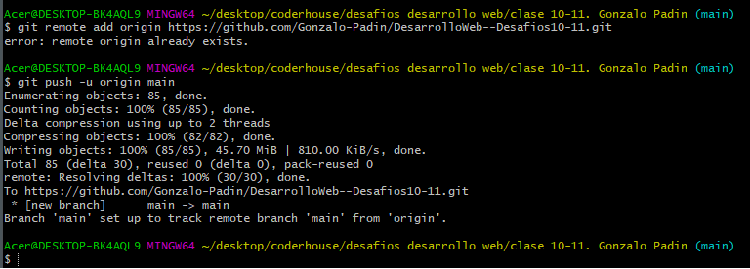 Acer@DESKTOP-BK4AQL9 MINGW64 ~/desktop/coderhouse/desafios desarrollo web/clase 10-11. Gonzalo Padin (main)
$ git remote add origin https://github.com/Gonzalo-Padin/DesarrolloWeb--Desafios10-11.git
error: remote origin already exists.
Acer@DESKTOP-BK4AQL9 MINGW64 ~/desktop/coderhouse/desafios desarrollo web/clase 10-11. Gonzalo Padin (main)
$ git push -u origin main
Enumerating objects: 85, done.
Counting objects: 100% (85/85), done.
Delta compression using up to 2 threads
Compressing objects: 100% (82/82), done.
Writing objects: 100% (85/85), 45.70 MiB | 810.00 KiB/s, done.
Total 85 (delta 30), reused 0 (delta 0), pack-reused 0
remote: Resolving deltas: 100% (30/30), done.
To https://github.com/Gonzalo-Padin/DesarrolloWeb--Desafios10-11.git
 * [new branch]      main -> main
Branch 'main' set up to track remote branch 'main' from 'origin'.
Acer@DESKTOP-BK4AQL9 MINGW64 ~/desktop/coderhouse/desafios desarrollo web/clase 10-11. Gonzalo Padin (main)
$